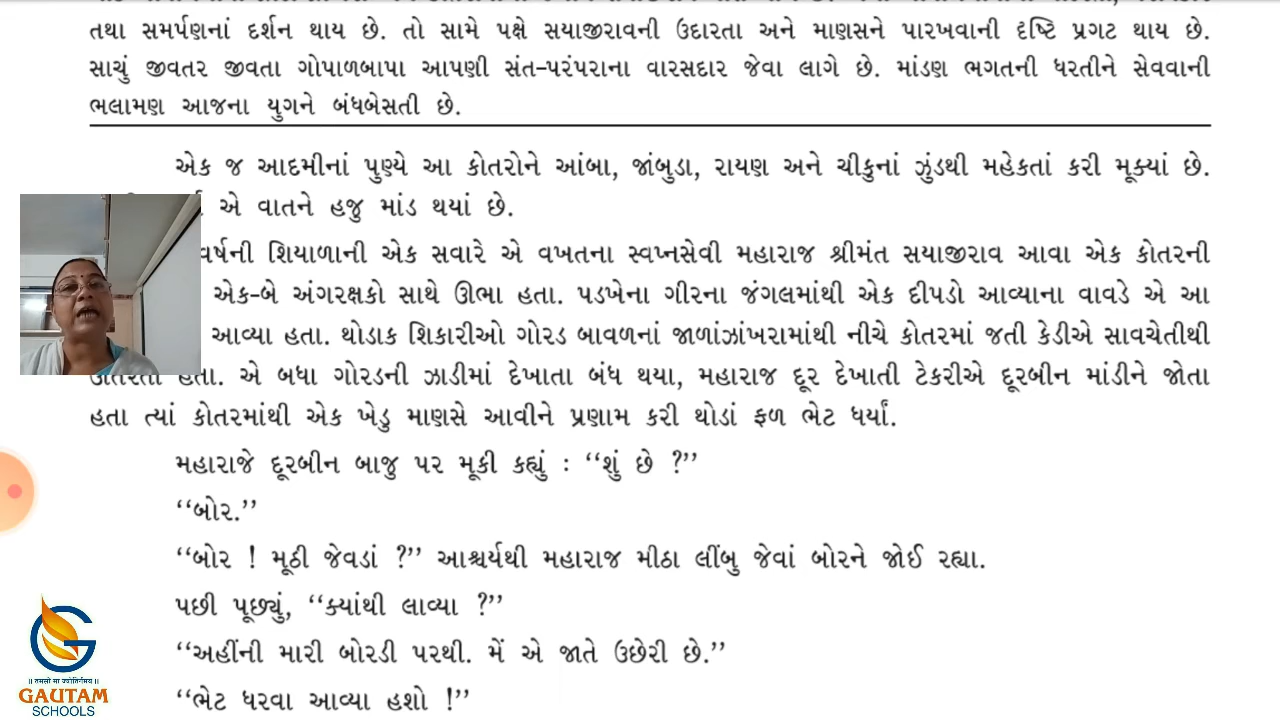 તથા સમર્પણનાં દર્શન થાય છે. તો સામે પક્ષે સયાજીરાવની ઉદારતા અને માણસને પારખવાની દૃષ્ટિ પ્રગટ થાય છે.
સાચું જીવતર જીવતા ગોપાળબાપા આપણી સંત-પરંપરાના વારસદાર જેવા લાગે છે. માંડણ ભગતની ધરતીને સેવવાની
ભલામણ આજના યુગને બંધબેસતી છે.
એક જ આદમીનાં પુણ્યે આ કોતરોને આંબા, જાંબુડા, રાયણ અને ચીકુનાં ઝુંડથી મહેકતાં કરી મૂક્યાં છે.
એ વાતને હજુ માંડ થયાં છે.
વર્ષની શિયાળાની એક સવારે એ વખતના સ્વપ્નસેવી મહારાજ શ્રીમંત સયાજીરાવ આવા એક કોતરની
એક-બે અંગરક્ષકો સાથે ઊભા હતા. પડખેના ગીરના જંગલમાંથી એક દીપડો આવ્યાના વાવડે એ આ
આવ્યા હતા. થોડાક શિકારીઓ ગોરડ બાવળનાં જાળાંઝાંખરામાંથી નીચે કોતરમાં જતી કેડીએ સાવચેતીથી
ઊતરતા હતા. એ બધા ગોરડની ઝાડીમાં દેખાતા બંધ થયા, મહારાજ દૂર દેખાતી ટેકરીએ દૂરબીન માંડીને જોતા
હતા ત્યાં કોતરમાંથી એક ખેડુ માણસે આવીને પ્રણામ કરી થોડાં ફળ ભેટ ધર્યાં.
મહારાજે દૂરબીન બાજુ પર મૂકી કહ્યું : “શું છે ?”
“બોર.”
“બોર ! મૂઠી જેવડાં ?” આશ્ચર્યથી મહારાજ મીઠા લીંબુ જેવાં બોરને જોઈ રહ્યા.
પછી પૂછ્યું, “ક્યાંથી લાવ્યા ?”
“અહીંની મારી બોરડી પરથી. મેં એ જાતે ઉછેરી છે.”
“ભેટ ધરવા આવ્યા હશો !”
॥ तमसो मा ज्योतिर्गमय ॥
GAUTAM
SCHOOLS